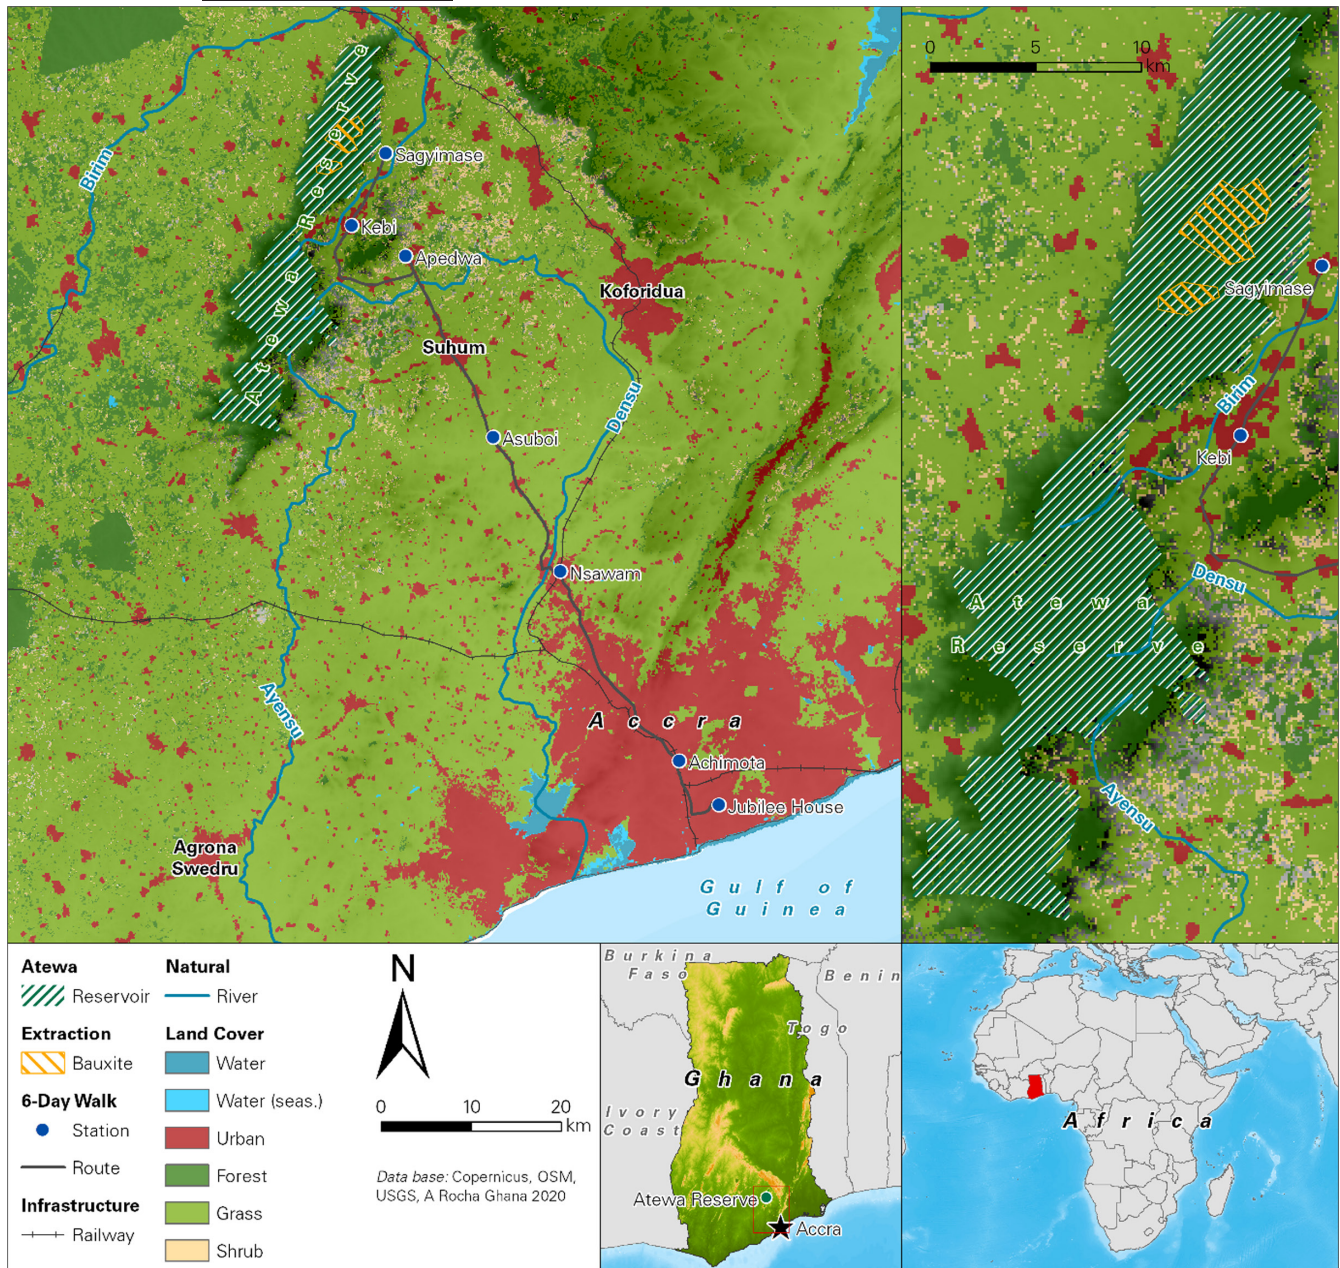 Atewa Reserve
Birim
Sagyimase
Kebi
Apedwa
Koforidua
Suhum
Densu
Asuboi
Nsawam
Ayensu
Accra
Achimota
Jubilee House
Agrona
Swedru
Gulf of
Guinea
0 5 10
km
Sagyimase
Birim
Kebi
Densu
Atewa
Reserve
Ayensu
Atewa
Reservoir
Extraction
Bauxite
6-Day Walk
Station
Route
Infrastructure
Railway
Natural
River
Land Cover
Water
Water (seas.)
Urban
Forest
Grass
Shrub
N
0 10 20
km
Data base: Copernicus, OSM,
USGS, A Rocha Ghana 2020
Burkina
Faso
Benin
Togo
Ghana
Ivory
Coast
Atewa Reserve
Accra
Africa